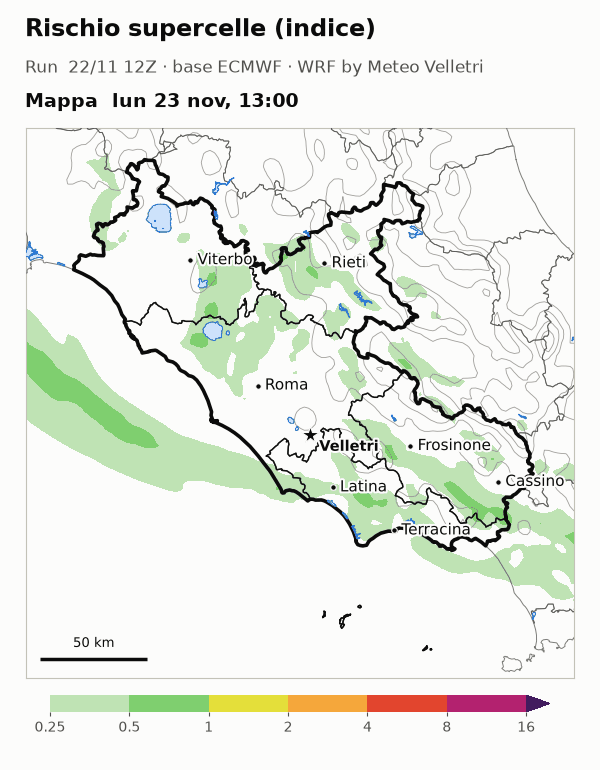 Rischio supercelle (indice)
Run  22/11 12Z · base ECMWF · WRF by Meteo Velletri
Mappa  lun 23 nov, 13:00
Viterbo
Rieti
Roma
Velletri
Frosinone
Latina
Cassino
Terracina
50 km
0.25 0.5 1 2 4 8 16